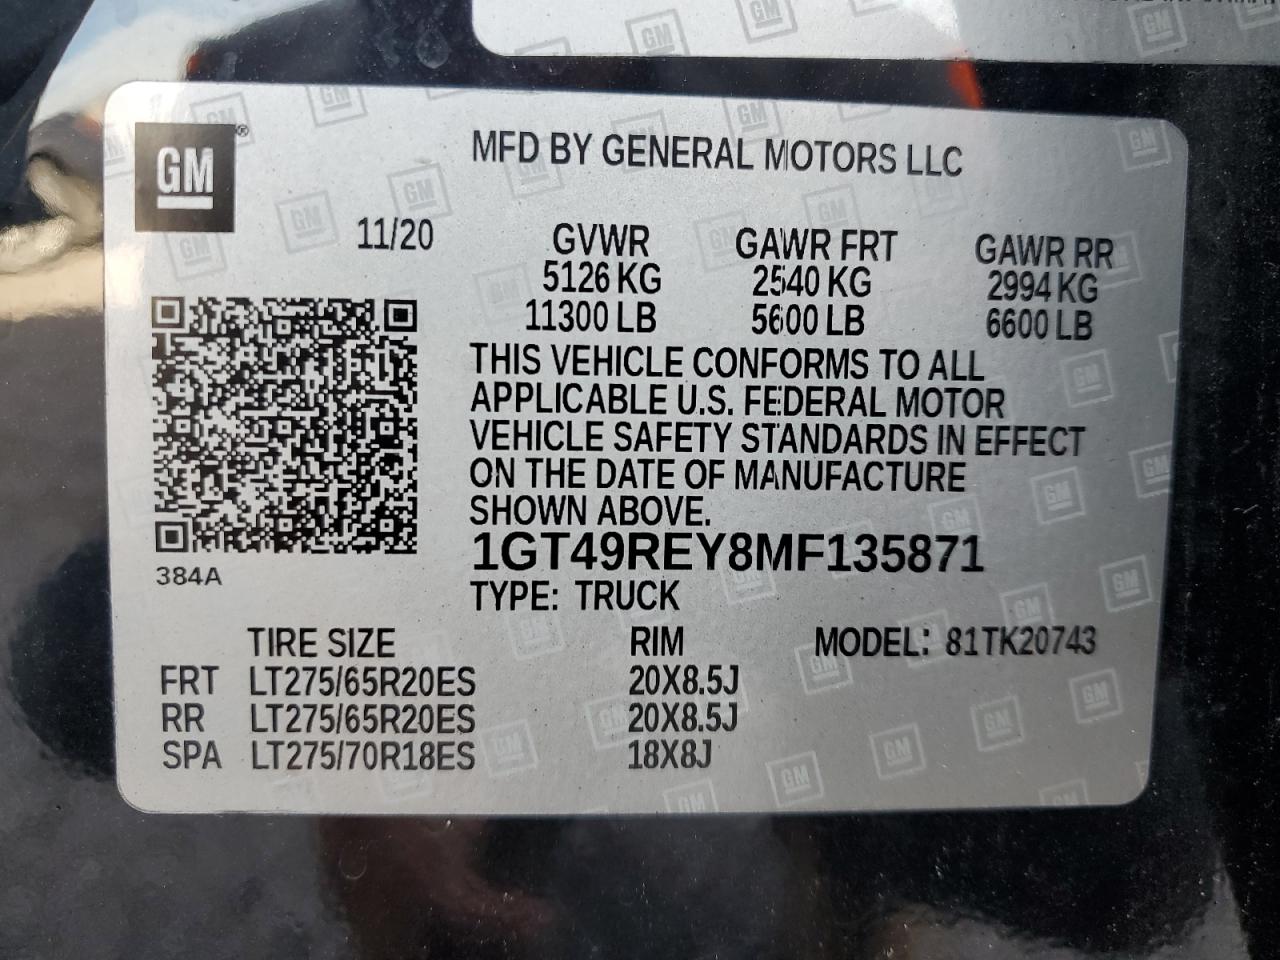 GM®
MFD BY GENERAL MOTORS LLC
11/20
GVWR GAWR FRT GAWR RR
5126 KG 2540 KG 2994 KG
11300 LB 5600 LB 6600 LB
THIS VEHICLE CONFORMS TO ALL
APPLICABLE U.S. FEDERAL MOTOR
VEHICLE SAFETY STANDARDS IN EFFECT
ON THE DATE OF MANUFACTURE
SHOWN ABOVE.
1GT49REY8MF135871
TYPE: TRUCK
384A
TIRE SIZE RIM MODEL: 81TK20743
FRT LT275/65R20ES 20X8.5J
RR LT275/65R20ES 20X8.5J
SPA LT275/70R18ES 18X8J